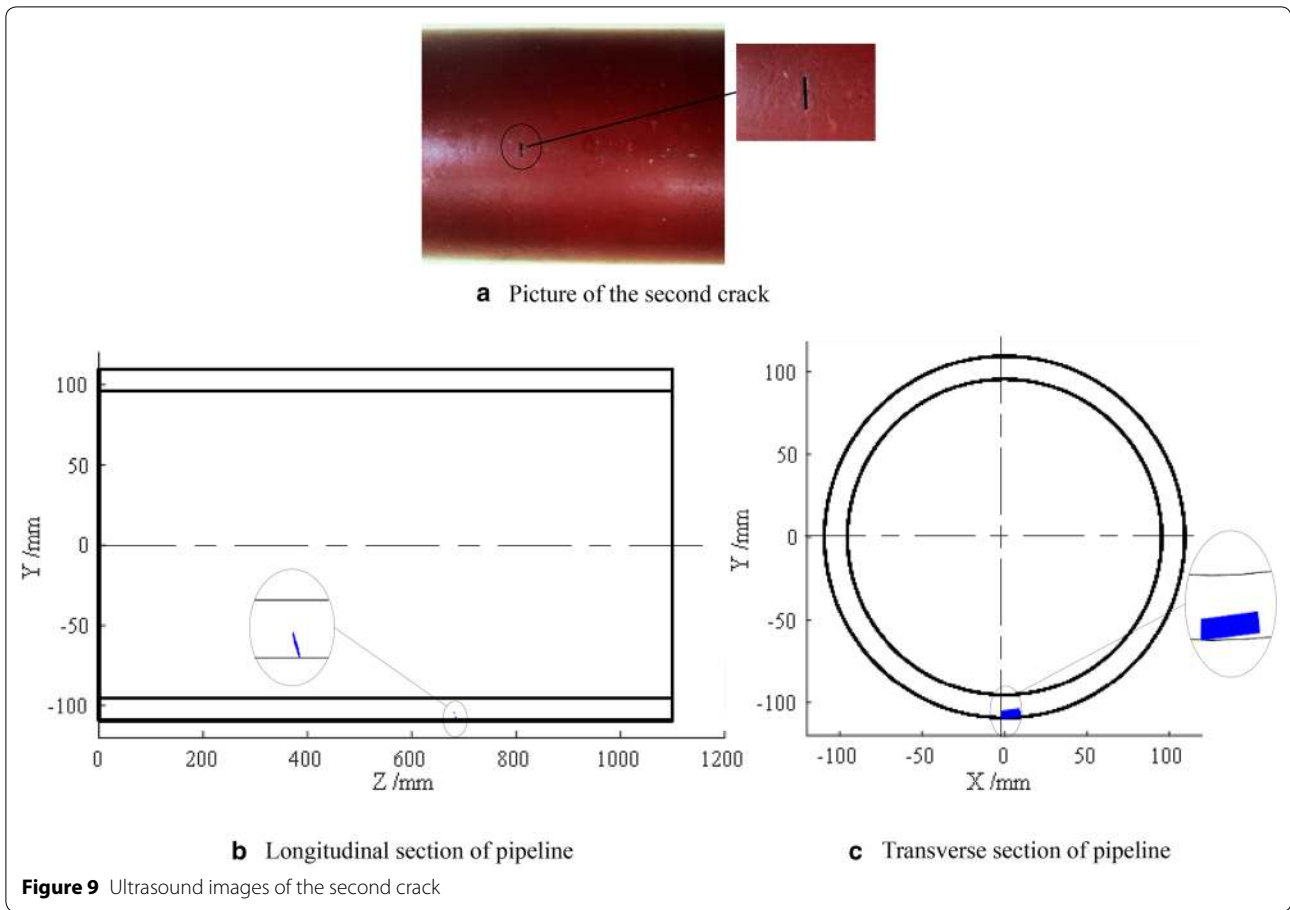 a Picture of the second crack
100
50
0
-50
-100
Y /mm
0 200 400 600 800 1000 1200
Z /mm
b Longitudinal section of pipeline
100
50
0
-50
-100
Y /mm
-100 -50 0 50 100
X /mm
c Transverse section of pipeline
Figure 9 Ultrasound images of the second crack